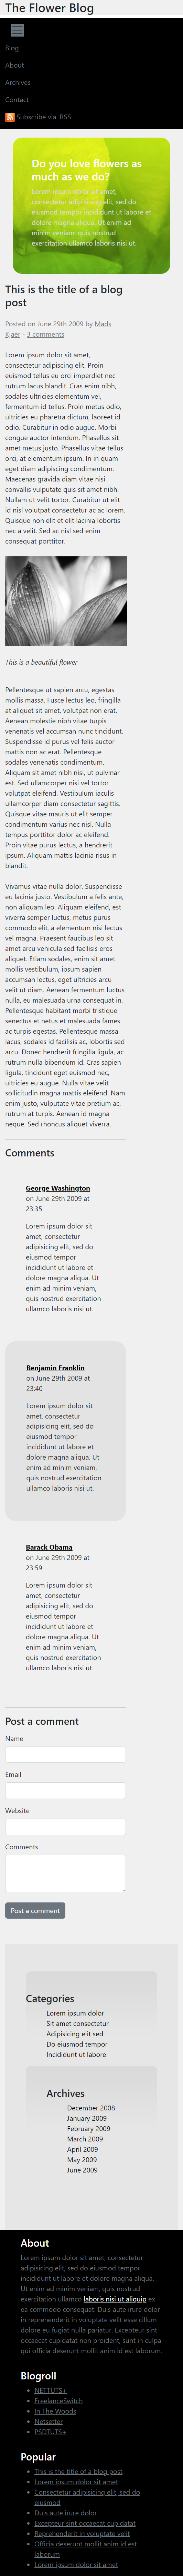 The Flower Blog
Blog
About
Archives
Contact
Subscribe via. RSS
Do you love flowers as
much as we do?
Lorem ipsum dolor sit amet,
consectetur adipisicing elit, sed do
eiusmod tempor incididunt ut labore et
dolore magna aliqua. Ut enim ad
minim veniam, quis nostrud
exercitation ullamco laboris nisi ut.
This is the title of a blog
post
Posted on June 29th 2009 by Mads
Kjaer - 3 comments
Lorem ipsum dolor sit amet,
consectetur adipiscing elit. Proin
euismod tellus eu orci imperdiet nec
rutrum lacus blandit. Cras enim nibh,
sodales ultricies elementum vel,
fermentum id tellus. Proin metus odio,
ultricies eu pharetra dictum, laoreet id
odio. Curabitur in odio augue. Morbi
congue auctor interdum. Phasellus sit
amet metus justo. Phasellus vitae tellus
orci, at elementum ipsum. In in quam
eget diam adipiscing condimentum.
Maecenas gravida diam vitae nisi
convallis vulputate quis sit amet nibh.
Nullam ut velit tortor. Curabitur ut elit
id nisl volutpat consectetur ac ac lorem.
Quisque non elit et elit lacinia lobortis
nec a velit. Sed ac nisl sed enim
consequat porttitor.
This is a beautiful flower
Pellentesque ut sapien arcu, egestas
mollis massa. Fusce lectus leo, fringilla
at aliquet sit amet, volutpat non erat.
Aenean molestie nibh vitae turpis
venenatis vel accumsan nunc tincidunt.
Suspendisse id purus vel felis auctor
mattis non ac erat. Pellentesque
sodales venenatis condimentum.
Aliquam sit amet nibh nisi, ut pulvinar
est. Sed ullamcorper nisi vel tortor
volutpat eleifend. Vestibulum iaculis
ullamcorper diam consectetur sagittis.
Quisque vitae mauris ut elit semper
condimentum varius nec nisl. Nulla
tempus porttitor dolor ac eleifend.
Proin vitae purus lectus, a hendrerit
ipsum. Aliquam mattis lacinia risus in
blandit.
Vivamus vitae nulla dolor. Suspendisse
eu lacinia justo. Vestibulum a felis ante,
non aliquam leo. Aliquam eleifend, est
viverra semper luctus, metus purus
commodo elit, a elementum nisi lectus
vel magna. Praesent faucibus leo sit
amet arcu vehicula sed facilisis eros
aliquet. Etiam sodales, enim sit amet
mollis vestibulum, ipsum sapien
accumsan lectus, eget ultricies arcu
velit ut diam. Aenean fermentum luctus
nulla, eu malesuada urna consequat in.
Pellentesque habitant morbi tristique
senectus et netus et malesuada fames
ac turpis egestas. Pellentesque massa
lacus, sodales id facilisis ac, lobortis sed
arcu. Donec hendrerit fringilla ligula, ac
rutrum nulla bibendum id. Cras sapien
ligula, tincidunt eget euismod nec,
ultricies eu augue. Nulla vitae velit
sollicitudin magna mattis eleifend. Nam
enim justo, vulputate vitae pretium ac,
rutrum at turpis. Aenean id magna
neque. Sed rhoncus aliquet viverra.
Comments
George Washington
on June 29th 2009 at
23:35
Lorem ipsum dolor sit
amet, consectetur
adipisicing elit, sed do
eiusmod tempor
incididunt ut labore et
dolore magna aliqua. Ut
enim ad minim veniam,
quis nostrud exercitation
ullamco laboris nisi ut.
Benjamin Franklin
on June 29th 2009 at
23:40
Lorem ipsum dolor sit
amet, consectetur
adipisicing elit, sed do
eiusmod tempor
incididunt ut labore et
dolore magna aliqua. Ut
enim ad minim veniam,
quis nostrud exercitation
ullamco laboris nisi ut.
Barack Obama
on June 29th 2009 at
23:59
Lorem ipsum dolor sit
amet, consectetur
adipisicing elit, sed do
eiusmod tempor
incididunt ut labore et
dolore magna aliqua. Ut
enim ad minim veniam,
quis nostrud exercitation
ullamco laboris nisi ut.
Post a comment
Name
Email
Website
Comments
Post a comment
Categories
Lorem ipsum dolor
Sit amet consectetur
Adipisicing elit sed
Do eiusmod tempor
Incididunt ut labore
Archives
December 2008
January 2009
February 2009
March 2009
April 2009
May 2009
June 2009
About
Lorem ipsum dolor sit amet, consectetur
adipisicing elit, sed do eiusmod tempor
incididunt ut labore et dolore magna aliqua.
Ut enim ad minim veniam, quis nostrud
exercitation ullamco laboris nisi ut aliquip ex
ea commodo consequat. Duis aute irure dolor
in reprehenderit in voluptate velit esse cillum
dolore eu fugiat nulla pariatur. Excepteur sint
occaecat cupidatat non proident, sunt in culpa
qui officia deserunt mollit anim id est laborum.
Blogroll
NETTUTS+
FreelanceSwitch
In The Woods
Netsetter
PSDTUTS+
Popular
This is the title of a blog post
Lorem ipsum dolor sit amet
Consectetur adipisicing elit, sed do
eiusmod
Duis aute irure dolor
Excepteur sint occaecat cupidatat
Reprehenderit in voluptate velit
Officia deserunt mollit anim id est
laborum
Lorem ipsum dolor sit amet